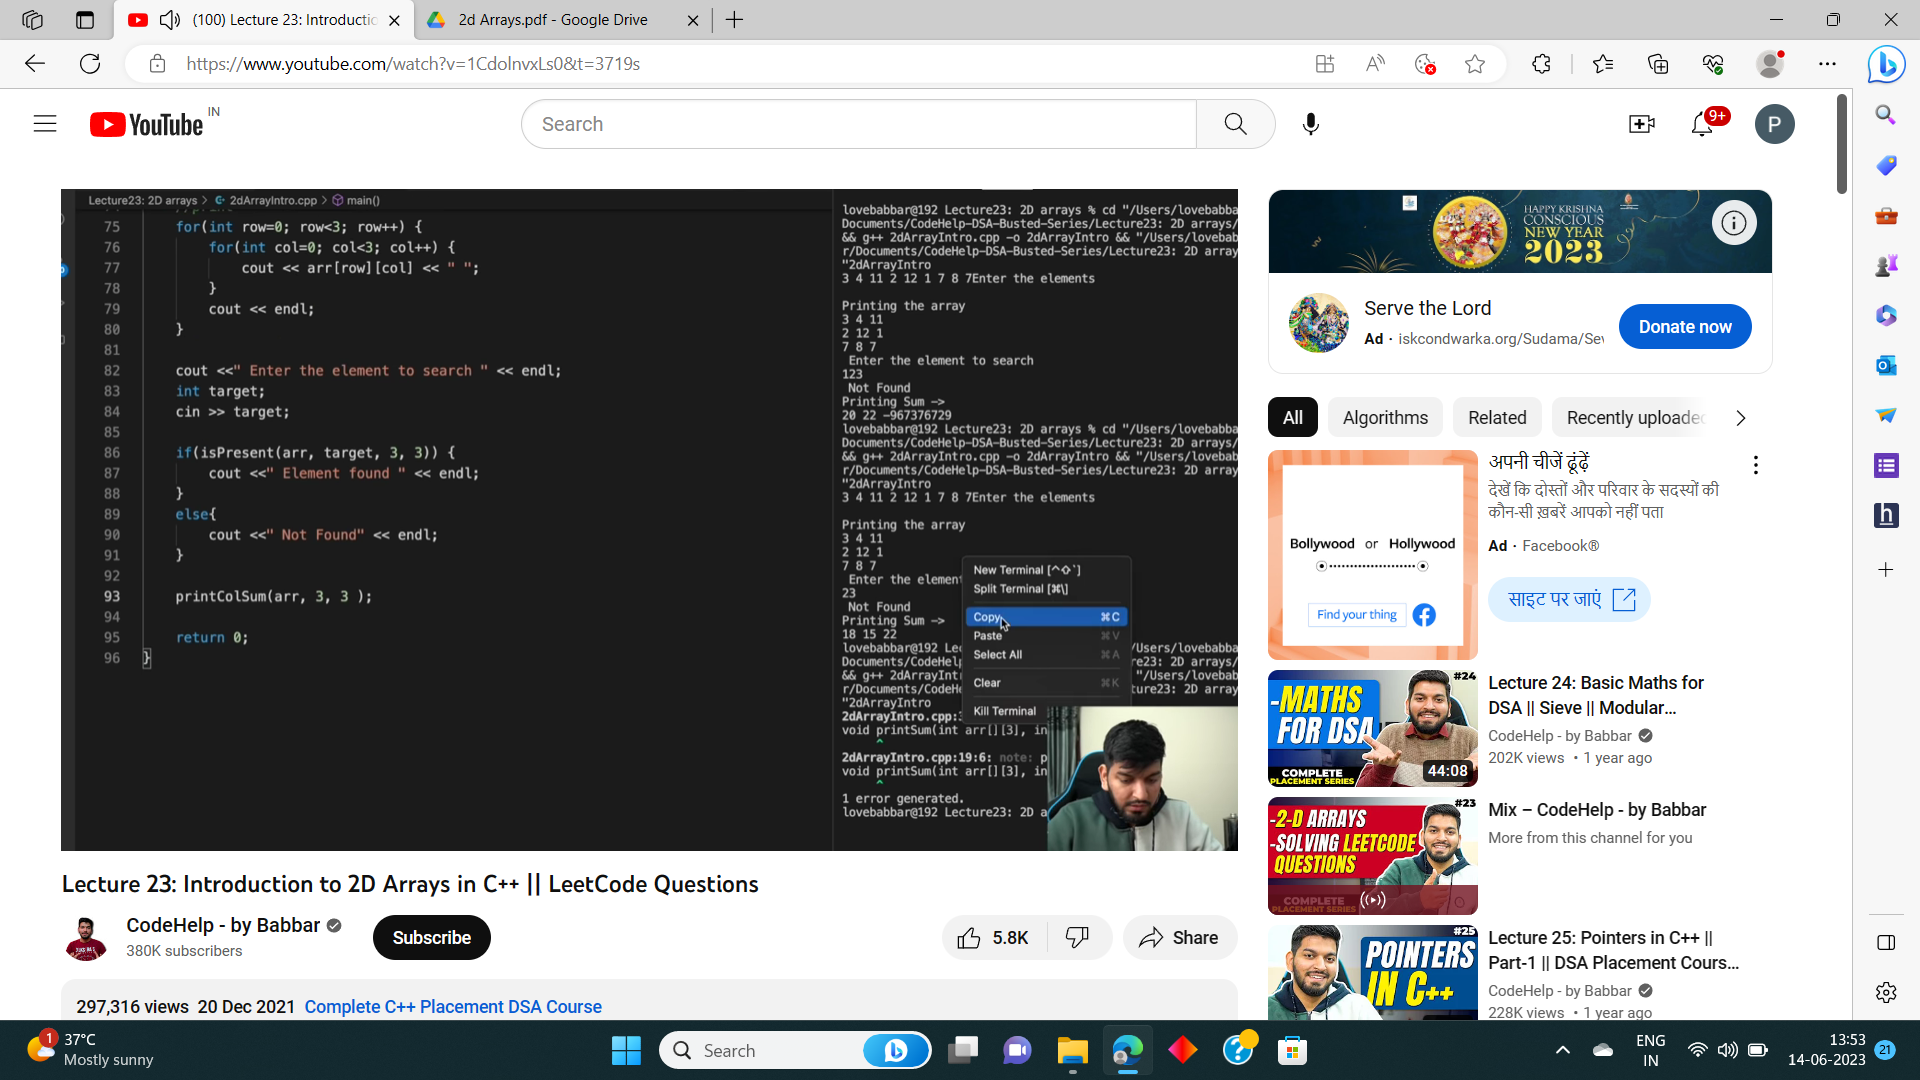 (100) Lecture 23: Introductic
2d Arrays.pdf - Google Drive
https://www.youtube.com/watch?v=1CdolnvxLs0&t=3719s
YouTube IN
Search
9+
P
Lecture23: 2D arrays > 2dArrayIntro.cpp > main()
75 for(int row=0; row<3; row++) {
76 for(int col=0; col<3; col++) {
77 cout << arr[row][col] << " ";
78 }
79 cout << endl;
80 }
81
82 cout <<" Enter the element to search " << endl;
83 int target;
84 cin >> target;
85
86 if(isPresent(arr, target, 3, 3)) {
87 cout <<" Element found " << endl;
88 }
89 else{
90 cout <<" Not Found" << endl;
91 }
92
93 printColSum(arr, 3, 3 );
94
95 return 0;
96 }
lovebabbar@192 Lecture23: 2D arrays % cd "/Users/lovebabba
Documents/CodeHelp-DSA-Busted-Series/Lecture23: 2D arrays/
&& g++ 2dArrayIntro.cpp -o 2dArrayIntro && "/Users/lovebab
r/Documents/CodeHelp-DSA-Busted-Series/Lecture23: 2D array
"2dArrayIntro
3 4 11 2 12 1 7 8 7Enter the elements
Printing the array
3 4 11
2 12 1
7 8 7
Enter the element to search
123
Not Found
Printing Sum ->
20 22 -967376729
lovebabbar@192 Lecture23: 2D arrays % cd "/Users/lovebabba
Documents/CodeHelp-DSA-Busted-Series/Lecture23: 2D arrays/
&& g++ 2dArrayIntro.cpp -o 2dArrayIntro && "/Users/lovebab
r/Documents/CodeHelp-DSA-Busted-Series/Lecture23: 2D array
"2dArrayIntro
3 4 11 2 12 1 7 8 7Enter the elements
Printing the array
3 4 11
2 12 1
7 8 7
Enter the element
23
Not Found
Printing Sum ->
18 15 22
lovebabbar@192 Lec /Users/lovebabba
Documents/CodeHelp re23: 2D arrays/
&& g++ 2dArrayIntr "/Users/lovebab
r/Documents/CodeHe ture23: 2D array
"2dArrayIntro
2dArrayIntro.cpp:
void printSum(int arr[][3], in
^
2dArrayIntro.cpp:19:6: note: p
void printSum(int arr[][3], in
^
1 error generated.
lovebabbar@192 Lecture23: 2D a
New Terminal [^⇧`]
Split Terminal [⌘\]
Copy ⌘C
Paste ⌘V
Select All ⌘A
Clear ⌘K
Kill Terminal
Lecture 23: Introduction to 2D Arrays in C++ || LeetCode Questions
CodeHelp - by Babbar
380K subscribers
Subscribe
5.8K
Share
297,316 views 20 Dec 2021 Complete C++ Placement DSA Course
HAPPY KRISHNA
CONSCIOUS
NEW YEAR
2023
Serve the Lord
Ad · iskcondwarka.org/Sudama/Sev
Donate now
All
Algorithms
Related
Recently uploaded
Bollywood or Hollywood
Find your thing
अपनी चीजें ढूंढ़ें
देखें कि दोस्तों और परिवार के सदस्यों की
कौन-सी ख़बरें आपको नहीं पता
Ad · Facebook®
साइट पर जाएं
#24
-MATHS
FOR DSA
COMPLETE
PLACEMENT SERIES
44:08
Lecture 24: Basic Maths for
DSA || Sieve || Modular...
CodeHelp - by Babbar
202K views • 1 year ago
#23
-2-D ARRAYS
-SOLVING LEETCODE
QUESTIONS
COMPLETE
PLACEMENT SERIES
Mix – CodeHelp - by Babbar
More from this channel for you
#25
POINTERS
IN C++
Lecture 25: Pointers in C++ ||
Part-1 || DSA Placement Cours...
CodeHelp - by Babbar
228K views • 1 year ago
1
37°C
Mostly sunny
Search
ENG
IN
13:53
14-06-2023
21